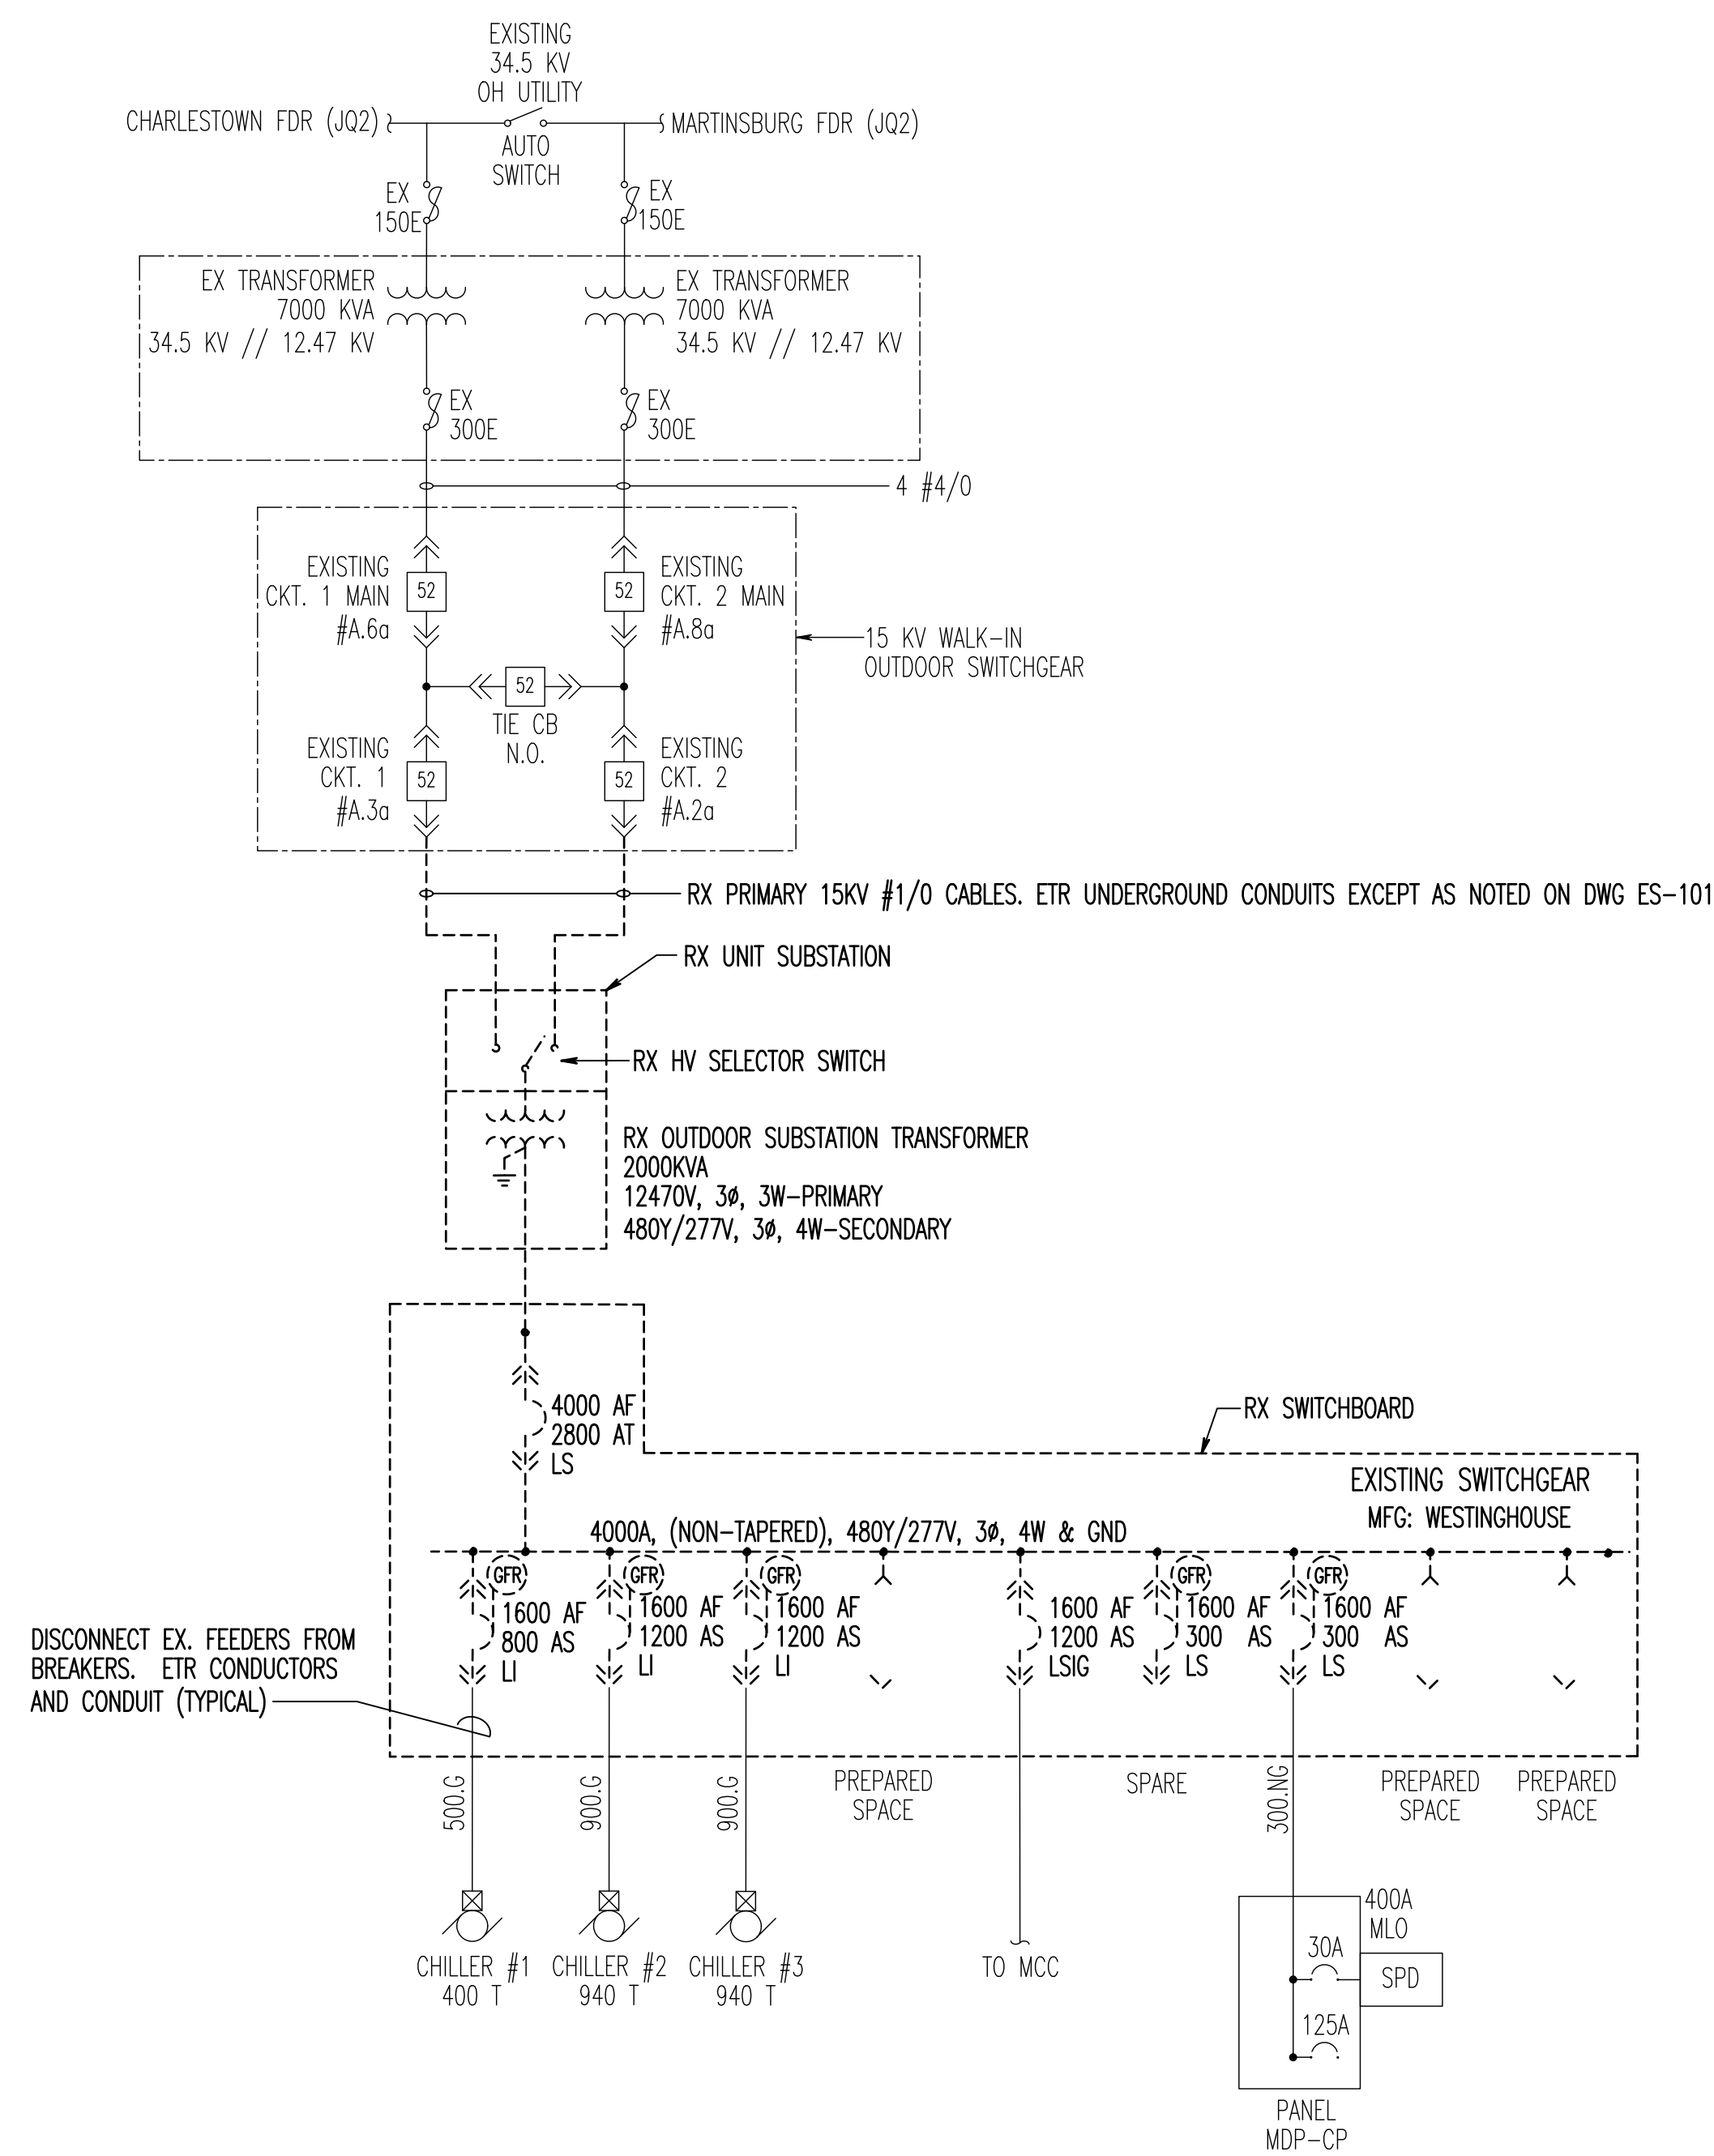 EXISTING
34.5 KV
OH UTILITY
CHARLESTOWN FDR (JQ2)
MARTINSBURG FDR (JQ2)
AUTO
SWITCH
EX
150E
EX
150E
EX TRANSFORMER
7000 KVA
34.5 KV // 12.47 KV
EX TRANSFORMER
7000 KVA
34.5 KV // 12.47 KV
EX
300E
EX
300E
4 #4/0
EXISTING
CKT. 1 MAIN
#A.6a
52
52
EXISTING
CKT. 2 MAIN
#A.8a
15 KV WALK-IN
OUTDOOR SWITCHGEAR
52
TIE CB
N.O.
EXISTING
CKT. 1
#A.3a
52
52
EXISTING
CKT. 2
#A.2a
RX PRIMARY 15KV #1/0 CABLES. ETR UNDERGROUND CONDUITS EXCEPT AS NOTED ON DWG ES-101
RX UNIT SUBSTATION
RX HV SELECTOR SWITCH
RX OUTDOOR SUBSTATION TRANSFORMER
2000KVA
12470V, 3ø, 3W-PRIMARY
480Y/277V, 3ø, 4W-SECONDARY
4000 AF
2800 AT
LS
RX SWITCHBOARD
EXISTING SWITCHGEAR
MFG: WESTINGHOUSE
4000A, (NON-TAPERED), 480Y/277V, 3ø, 4W & GND
GFR
1600 AF
800 AS
LI
GFR
1600 AF
1200 AS
LI
GFR
1600 AF
1200 AS
LI
1600 AF
1200 AS
LSIG
GFR
1600 AF
300 AS
LS
GFR
1600 AF
300 AS
LS
DISCONNECT EX. FEEDERS FROM
BREAKERS. ETR CONDUCTORS
AND CONDUIT (TYPICAL)
500.G
900.G
900.G
PREPARED
SPACE
SPARE
300.NG
PREPARED
SPACE
PREPARED
SPACE
CHILLER #1
400 T
CHILLER #2
940 T
CHILLER #3
940 T
TO MCC
400A
MLO
30A
SPD
125A
PANEL
MDP-CP